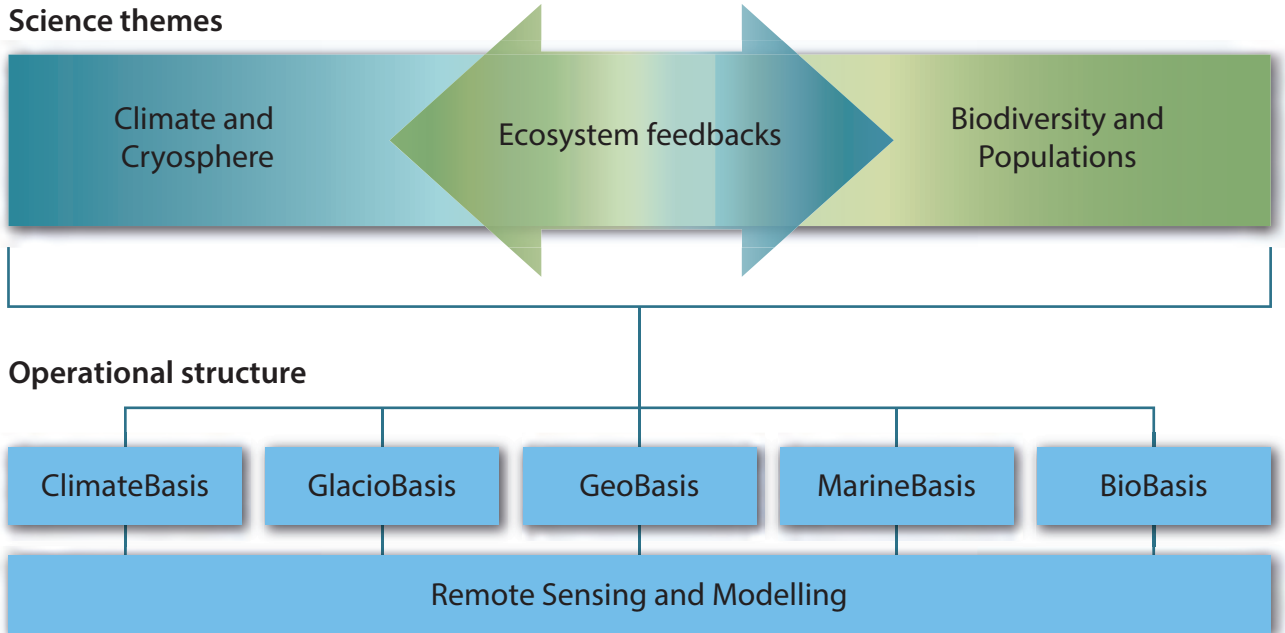 Science themes
Climate and
Cryosphere
Ecosystem feedbacks
Biodiversity and
Populations
Operational structure
ClimateBasis
GlacioBasis
GeoBasis
MarineBasis
BioBasis
Remote Sensing and Modelling